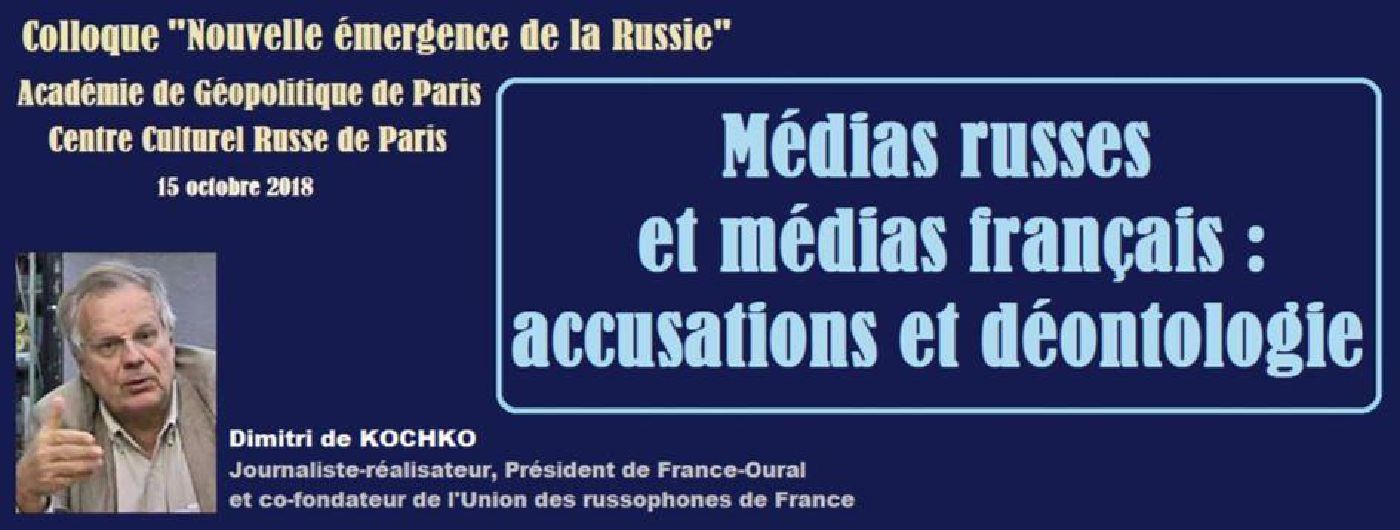 Colloque "Nouvelle émergence de la Russie"
Académie de Géopolitique de Paris
Centre Culturel Russe de Paris
15 octobre 2018
Médias russes
et médias français :
accusations et déontologie
Dimitri de KOCHKO
Journaliste-réalisateur, Président de France-Oural
et co-fondateur de l'Union des russophones de France